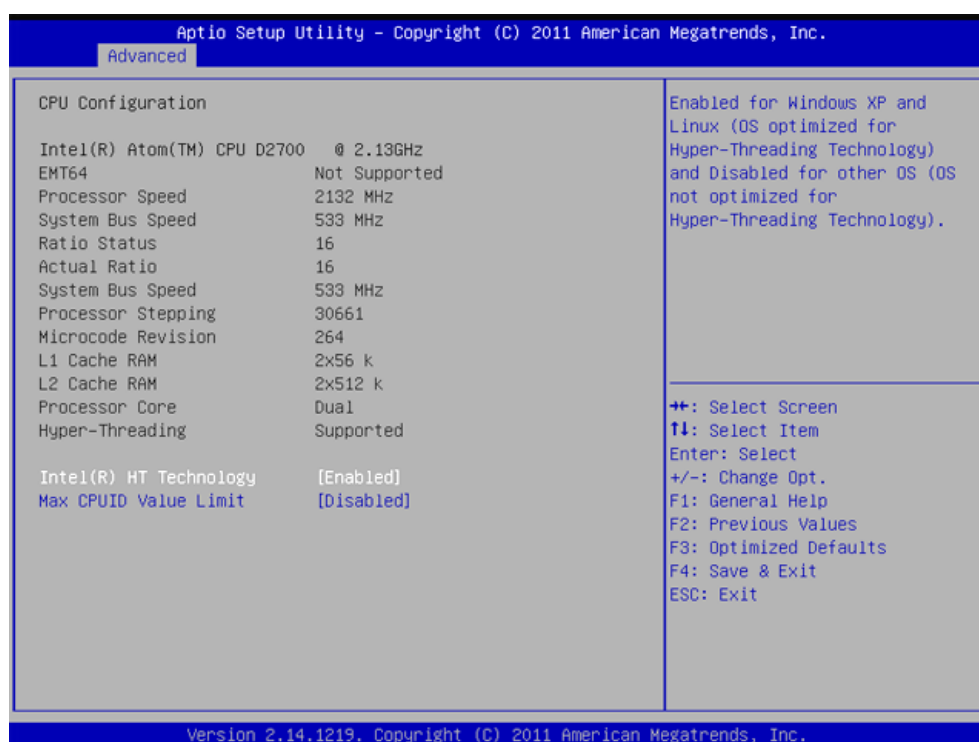 Aptio Setup Utility - Copyright (C) 2011 American Megatrends, Inc.
Advanced
CPU Configuration
Intel(R) Atom(TM) CPU D2700 @ 2.13GHz
EMT64 Not Supported
Processor Speed 2132 MHz
System Bus Speed 533 MHz
Ratio Status 16
Actual Ratio 16
System Bus Speed 533 MHz
Processor Stepping 30661
Microcode Revision 264
L1 Cache RAM 2x56 k
L2 Cache RAM 2x512 k
Processor Core Dual
Hyper-Threading Supported
Intel(R) HT Technology [Enabled]
Max CPUID Value Limit [Disabled]
Enabled for Windows XP and
Linux (OS optimized for
Hyper-Threading Technology)
and Disabled for other OS (OS
not optimized for
Hyper-Threading Technology).
→←: Select Screen
↑↓: Select Item
Enter: Select
+/-: Change Opt.
F1: General Help
F2: Previous Values
F3: Optimized Defaults
F4: Save & Exit
ESC: Exit
Version 2.14.1219. Copyright (C) 2011 American Megatrends, Inc.